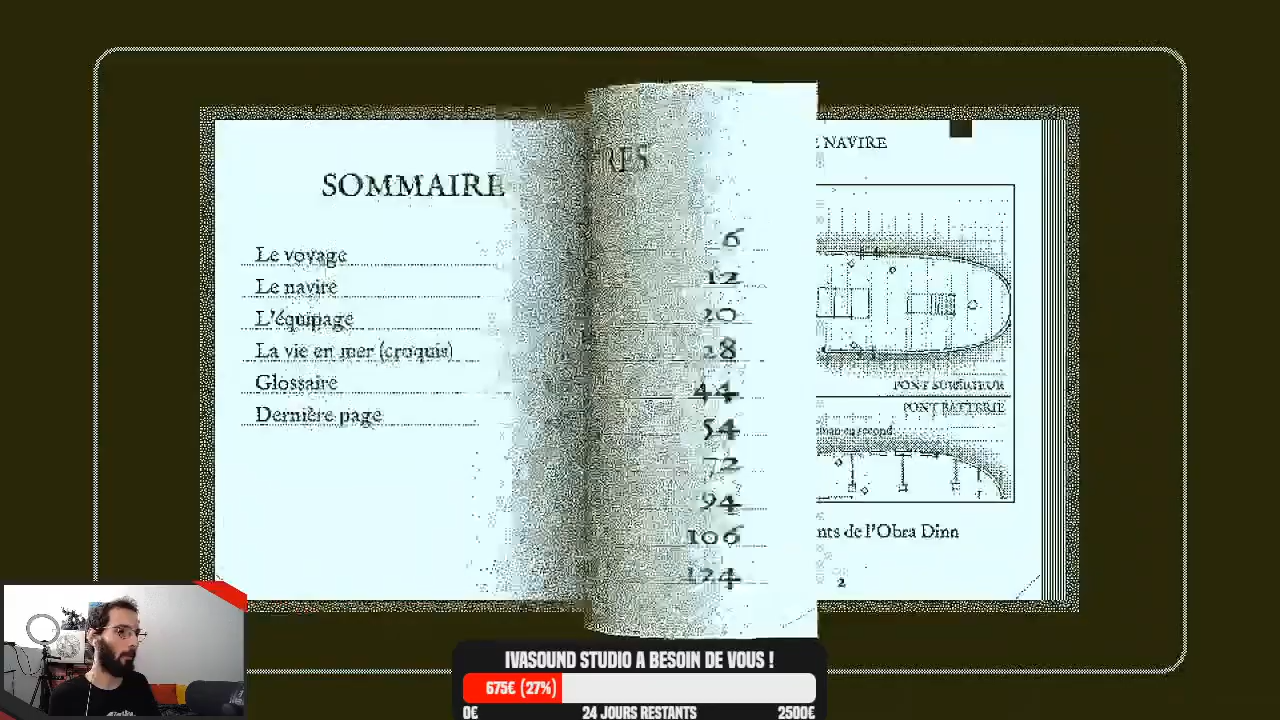 SOMMAIRE
Le voyage
Le navire
L'équipage
La vie en mer (croquis)
Glossaire
Dernière page
6
12
20
28
44
54
72
94
106
124
NAVIRE
PONT SUPÉRIEUR
PONT BATTERIE
en second
de l'Obra Dinn
2
IVASOUND STUDIO A BESOIN DE VOUS !
675€ (27%)
0€ 24 JOURS RESTANTS 2500€